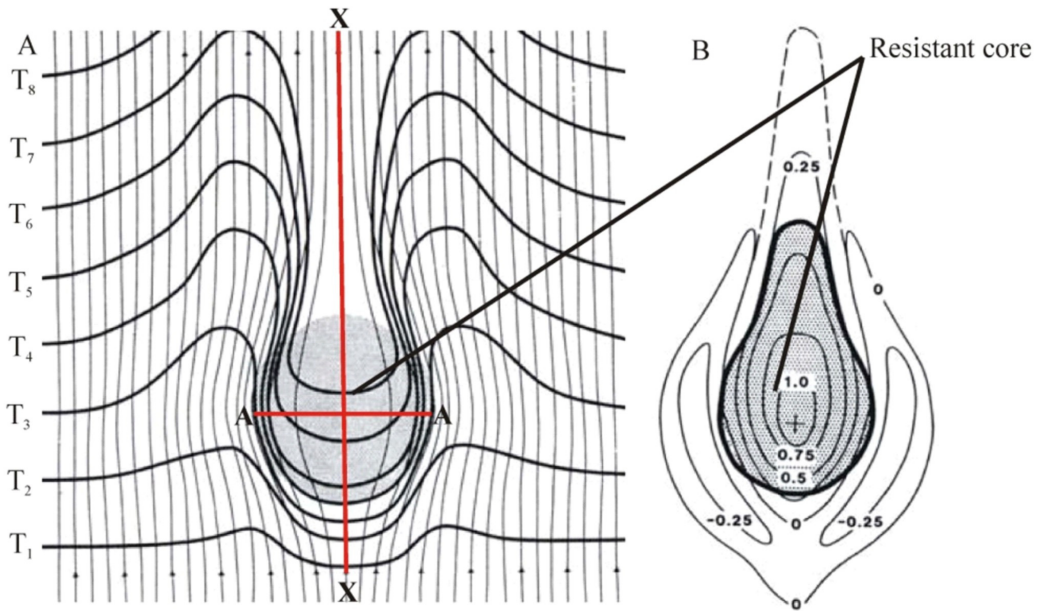 X
A
B
Resistant core
T₈
T₇
T₆
T₅
T₄
T₃
T₂
T₁
A
A
X
0.25
0
1.0
0.75
0.5
-0.25
0
-0.25
0